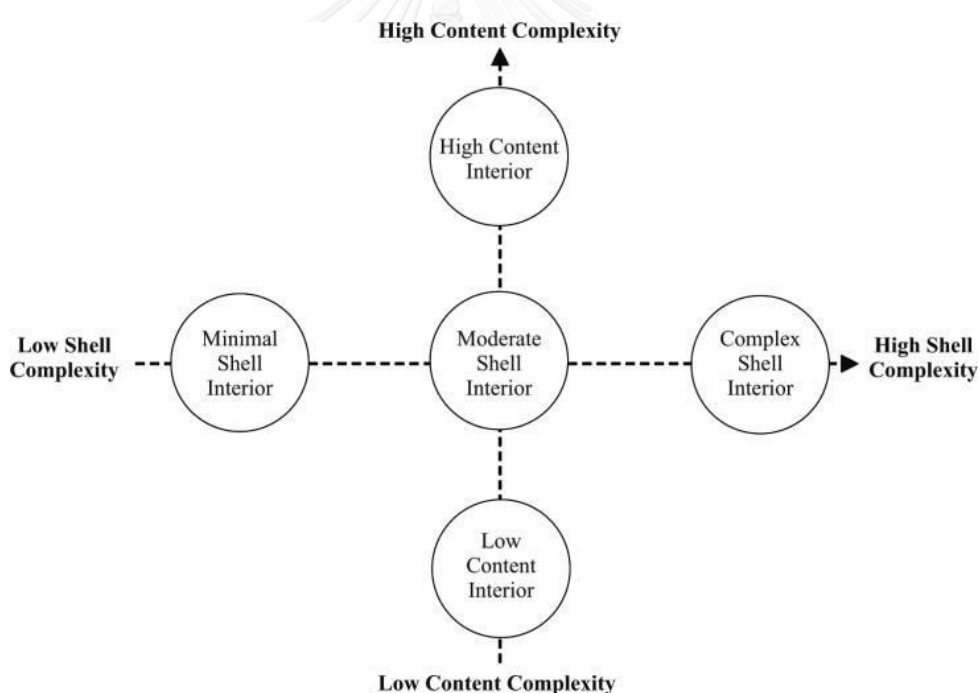 High Content Complexity
High Content
Interior
Low Shell
Complexity
Minimal
Shell
Interior
Moderate
Shell
Interior
Complex
Shell
Interior
High Shell
Complexity
Low
Content
Interior
Low Content Complexity